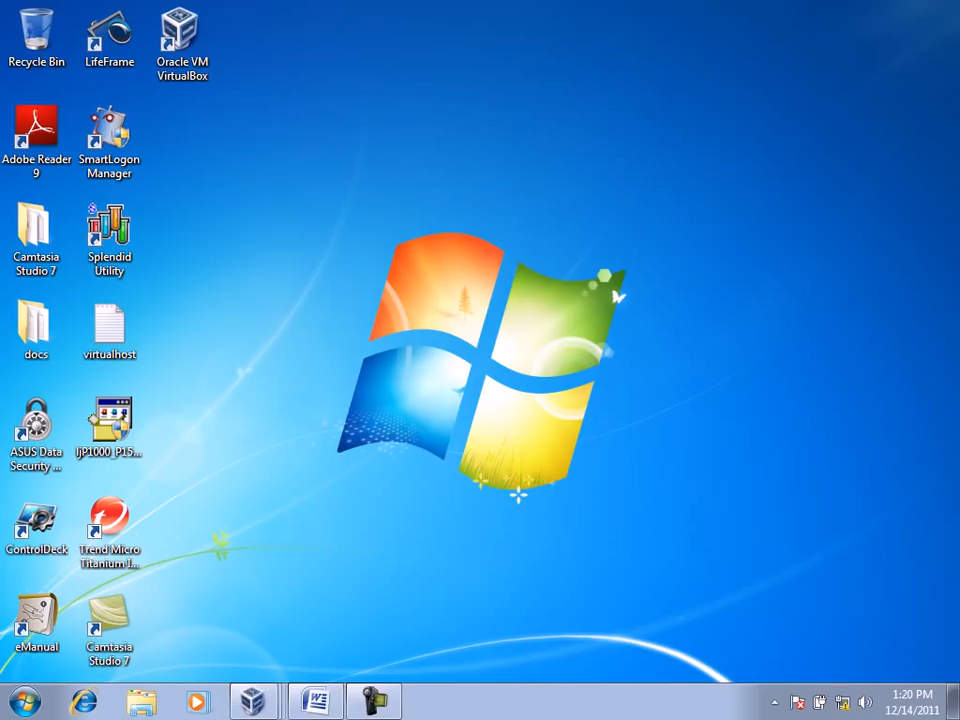 Recycle Bin
LifeFrame
Oracle VM
VirtualBox
Adobe Reader
9
SmartLogon
Manager
Camtasia
Studio 7
Splendid
Utility
docs
virtualhost
ASUS Data
Security ...
ljP1000_P15...
ControlDeck
Trend Micro
Titanium I...
eManual
Camtasia
Studio 7
1:20 PM
12/14/2011